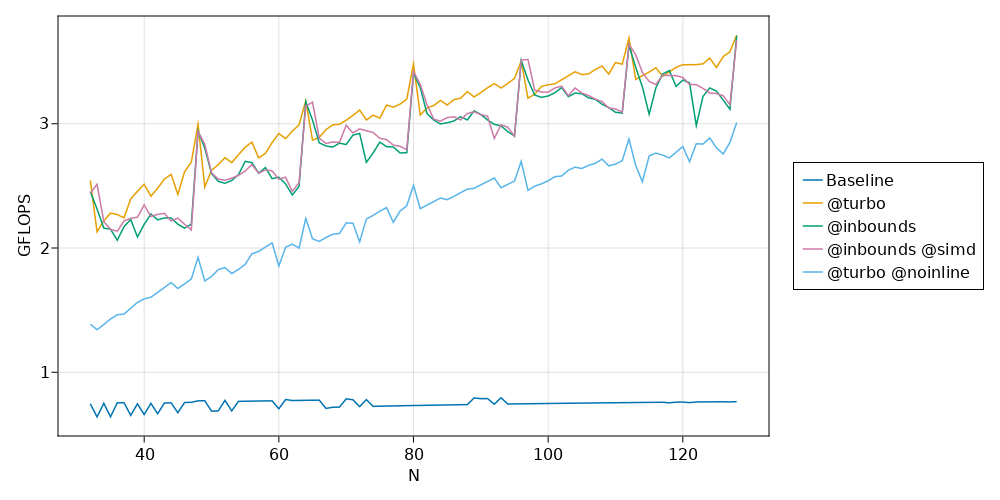 3
2
1
GFLOPS
40
60
80
100
120
N
Baseline
@turbo
@inbounds
@inbounds @simd
@turbo @noinline